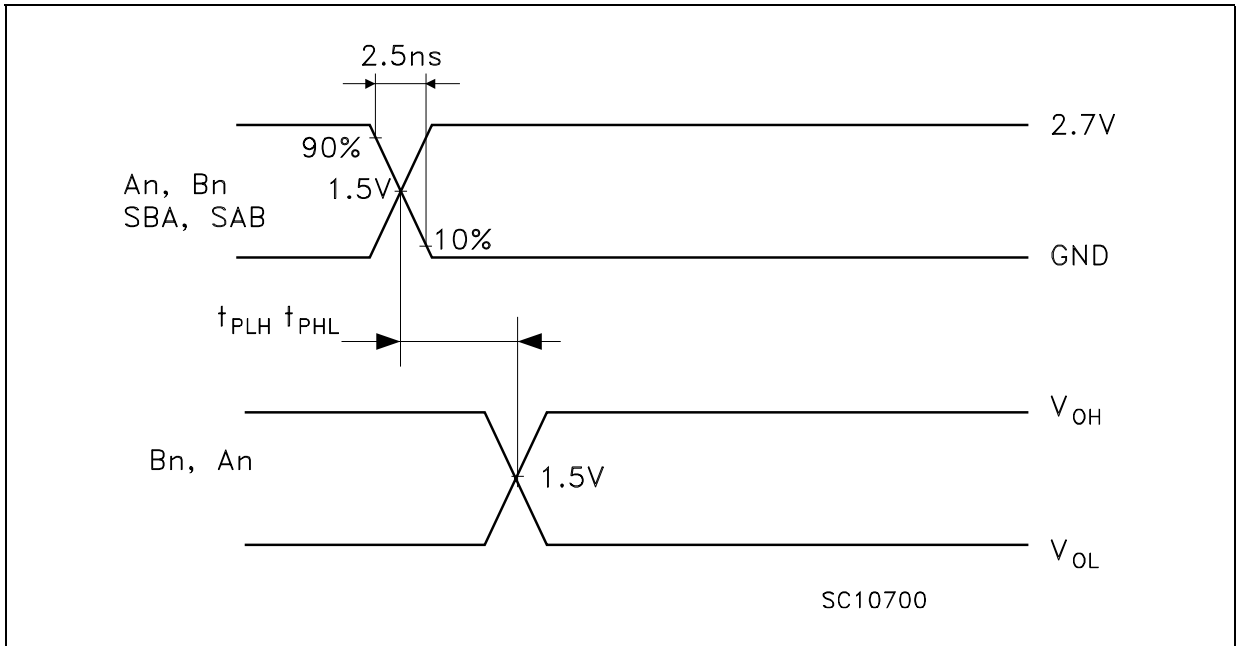 2.5ns
2.7V
90%
An, Bn
1.5V
SBA, SAB
10%
GND
tPLH tPHL
VOH
Bn, An
1.5V
VOL
SC10700